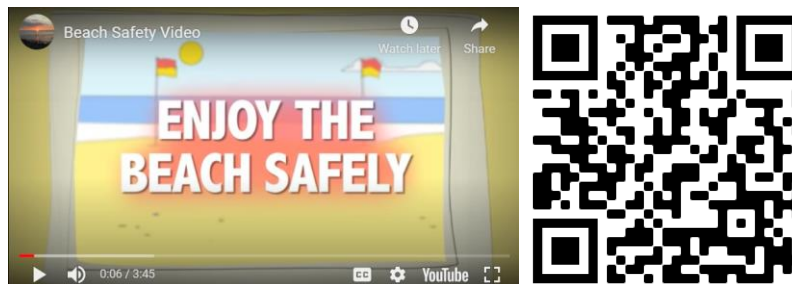 Beach Safety Video
Watch later
Share
ENJOY THE
BEACH SAFELY
0:06 / 3:45
CC
YouTube